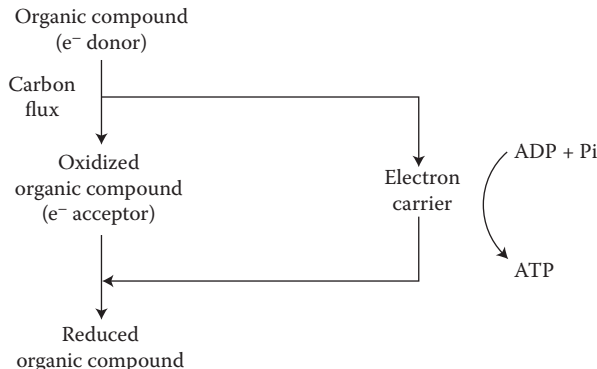 Organic compound
(e⁻ donor)
Carbon
flux
Oxidized
organic compound
(e⁻ acceptor)
Electron
carrier
ADP + Pi
ATP
Reduced
organic compound